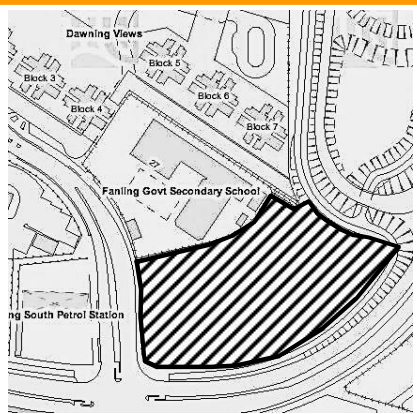 Dawning Views
Block 5
Block 3
Block 6
Block 4
Block 7
27
Fanling Govt Secondary School
ng South Petrol Station